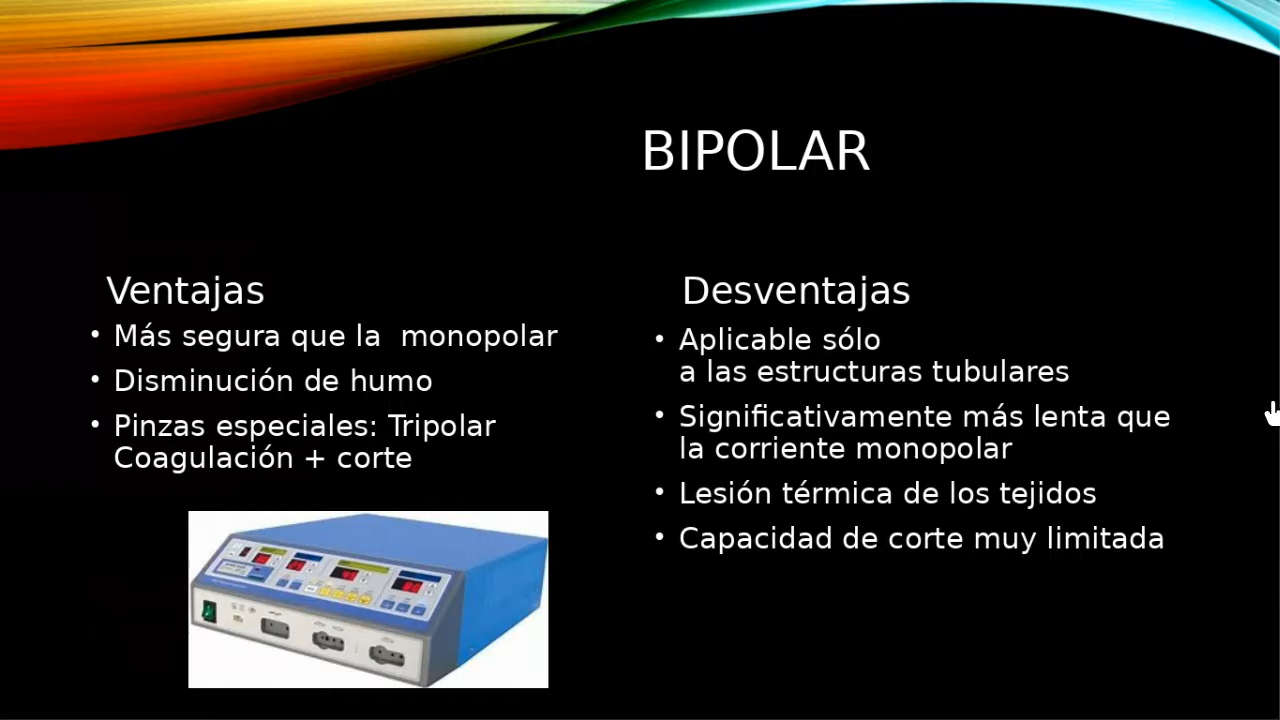 BIPOLAR
Ventajas
• Más segura que la  monopolar
• Disminución de humo
• Pinzas especiales: Tripolar
Coagulación + corte
Desventajas
• Aplicable sólo
a las estructuras tubulares
• Significativamente más lenta que
la corriente monopolar
• Lesión térmica de los tejidos
• Capacidad de corte muy limitada